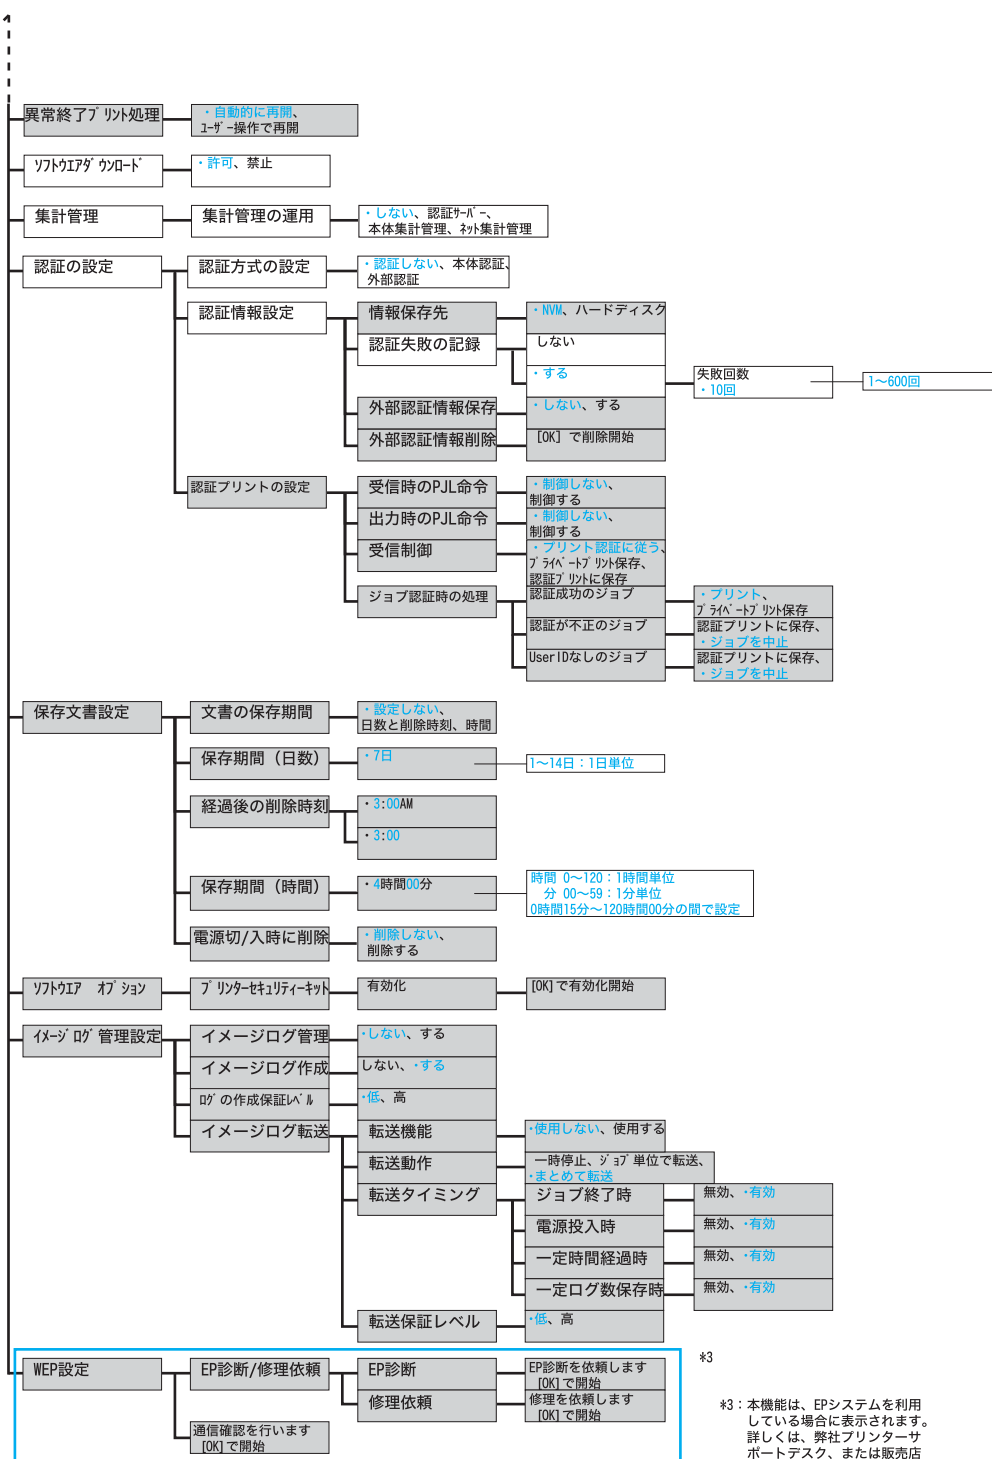 1
異常終了プリント処理
・自動的に再開、
ユーザー操作で再開
ソフトウエアダウンロード
・許可、禁止
集計管理
集計管理の運用
・しない、認証サーバー、
本体集計管理、ネット集計管理
認証の設定
認証方式の設定
・認証しない、本体認証、
外部認証
認証情報設定
情報保存先
・NVM、ハードディスク
認証失敗の記録
しない
・する
失敗回数
・10回
1〜600回
外部認証情報保存
・しない、する
外部認証情報削除
[OK] で削除開始
認証プリントの設定
受信時のPJL命令
・制御しない、
制御する
出力時のPJL命令
・制御しない、
制御する
受信制御
・プリント認証に従う、
プライベートプリント保存、
認証プリントに保存
ジョブ認証時の処理
認証成功のジョブ
・プリント、
プライベートプリント保存
認証が不正のジョブ
認証プリントに保存、
・ジョブを中止
UserIDなしのジョブ
認証プリントに保存、
・ジョブを中止
保存文書設定
文書の保存期間
・設定しない、
日数と削除時刻、時間
保存期間（日数）
・7日
1〜14日：1日単位
経過後の削除時刻
・3:00AM
・3:00
保存期間（時間）
・4時間00分
時間 0〜120：1時間単位
分 00〜59：1分単位
0時間15分〜120時間00分の間で設定
電源切/入時に削除
・削除しない、
削除する
ソフトウエア オプション
プリンターセキュリティーキット
有効化
[OK]で有効化開始
イメージログ管理設定
イメージログ管理
・しない、する
イメージログ作成
しない、・する
ログの作成保証レベル
・低、高
イメージログ転送
転送機能
・使用しない、使用する
転送動作
一時停止、ジョブ単位で転送、
・まとめて転送
転送タイミング
ジョブ終了時
無効、・有効
電源投入時
無効、・有効
一定時間経過時
無効、・有効
一定ログ数保存時
無効、・有効
転送保証レベル
・低、高
*3
WEP設定
EP診断/修理依頼
EP診断
EP診断を依頼します
[OK]で開始
修理依頼
修理を依頼します
[OK]で開始
通信確認を行います
[OK]で開始
*3：本機能は、EPシステムを利用
している場合に表示されます。
詳しくは、弊社プリンターサ
ポートデスク、または販売店